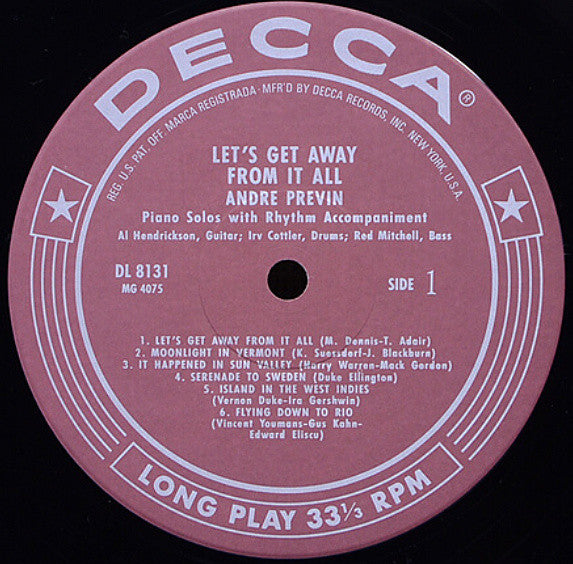 DECCA®
REG. U.S. PAT. OFF. MARCA REGISTRADA · MFR'D BY DECCA RECORDS, INC., NEW YORK, U.S.A.
LET'S GET AWAY
FROM IT ALL
ANDRE PREVIN
Piano Solos with Rhythm Accompaniment
Al Hendrickson, Guitar; Irv Cottler, Drums; Red Mitchell, Bass
DL 8131
MG 4075
SIDE 1
1. LET'S GET AWAY FROM IT ALL (M. Dennis-T. Adair)
2. MOONLIGHT IN VERMONT (K. Suessdorf-J. Blackburn)
3. IT HAPPENED IN SUN VALLEY (Harry Warren-Mack Gordon)
4. SERENADE TO SWEDEN (Duke Ellington)
5. ISLAND IN THE WEST INDIES
(Vernon Duke-Ira Gershwin)
6. FLYING DOWN TO RIO
(Vincent Youmans-Gus Kahn-
Edward Eliscu)
LONG PLAY 33⅓ RPM